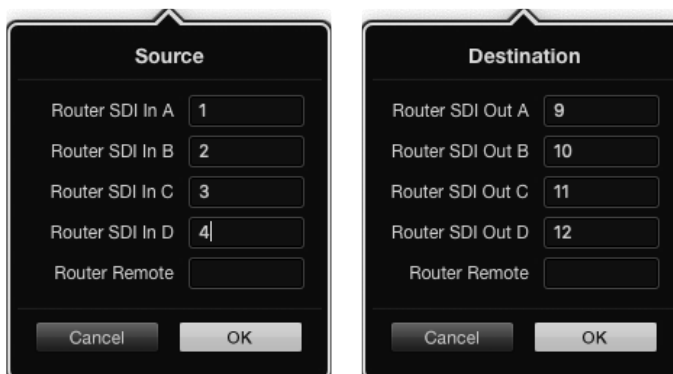 Source
Router SDI In A 1
Router SDI In B 2
Router SDI In C 3
Router SDI In D 4
Router Remote
Cancel OK
Destination
Router SDI Out A 9
Router SDI Out B 10
Router SDI Out C 11
Router SDI Out D 12
Router Remote
Cancel OK